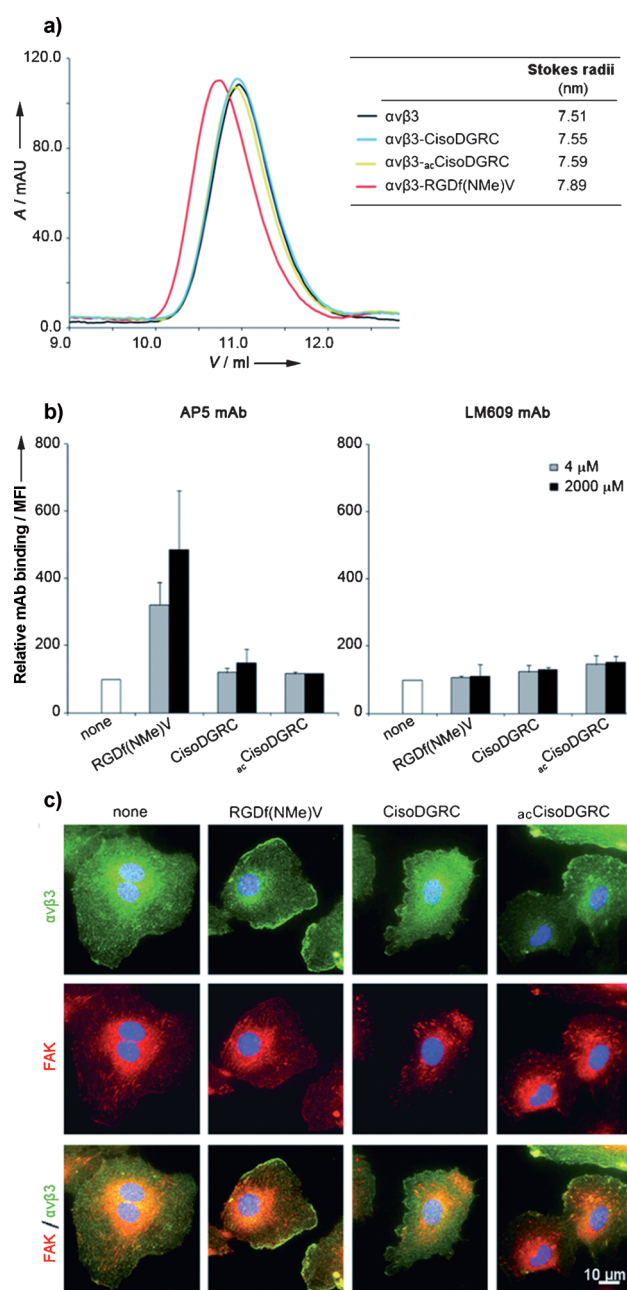 a)
120.0
80.0
40.0
0.0
A / mAU
9.0 10.0 11.0 12.0
V / ml
Stokes radii
(nm)
αvβ3 7.51
αvβ3-CisoDGRC 7.55
αvβ3-acCisoDGRC 7.59
αvβ3-RGDf(NMe)V 7.89
b)
AP5 mAb
Relative mAb binding / MFI
800
600
400
200
0
none
RGDf(NMe)V
CisoDGRC
acCisoDGRC
LM609 mAb
800
600
400
200
0
4 μM
2000 μM
none
RGDf(NMe)V
CisoDGRC
acCisoDGRC
c)
none RGDf(NMe)V CisoDGRC acCisoDGRC
αvβ3
FAK
FAK / αvβ3
10 μm